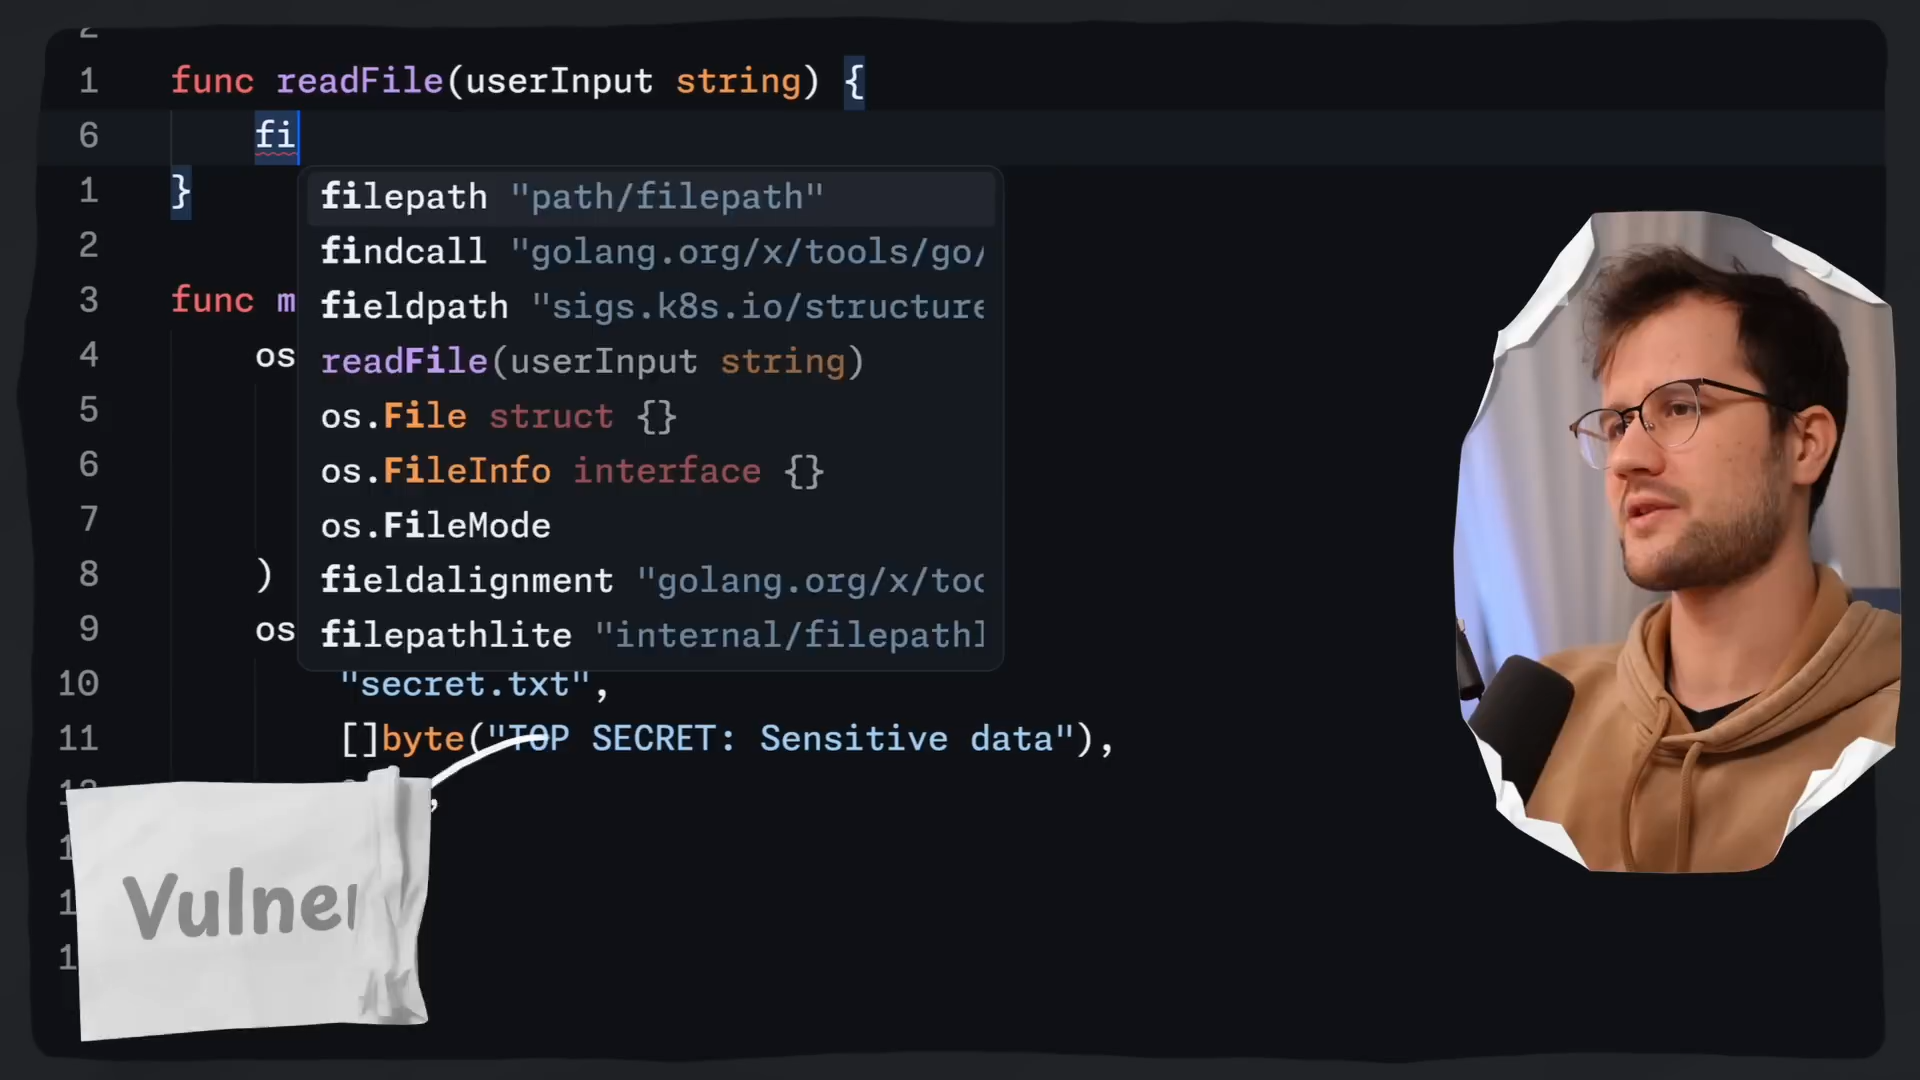 2
1 func readFile(userInput string) {
6 fi
1 }
2
3 func m
4 os
5
6
7
8 )
9 os
filepath "path/filepath"
findcall "golang.org/x/tools/go/
fieldpath "sigs.k8s.io/structure
readFile(userInput string)
os.File struct {}
os.FileInfo interface {}
os.FileMode
fieldalignment "golang.org/x/too
filepathlite "internal/filepathl
10 "secret.txt",
11 []byte("TOP SECRET: Sensitive data"),
Vulner